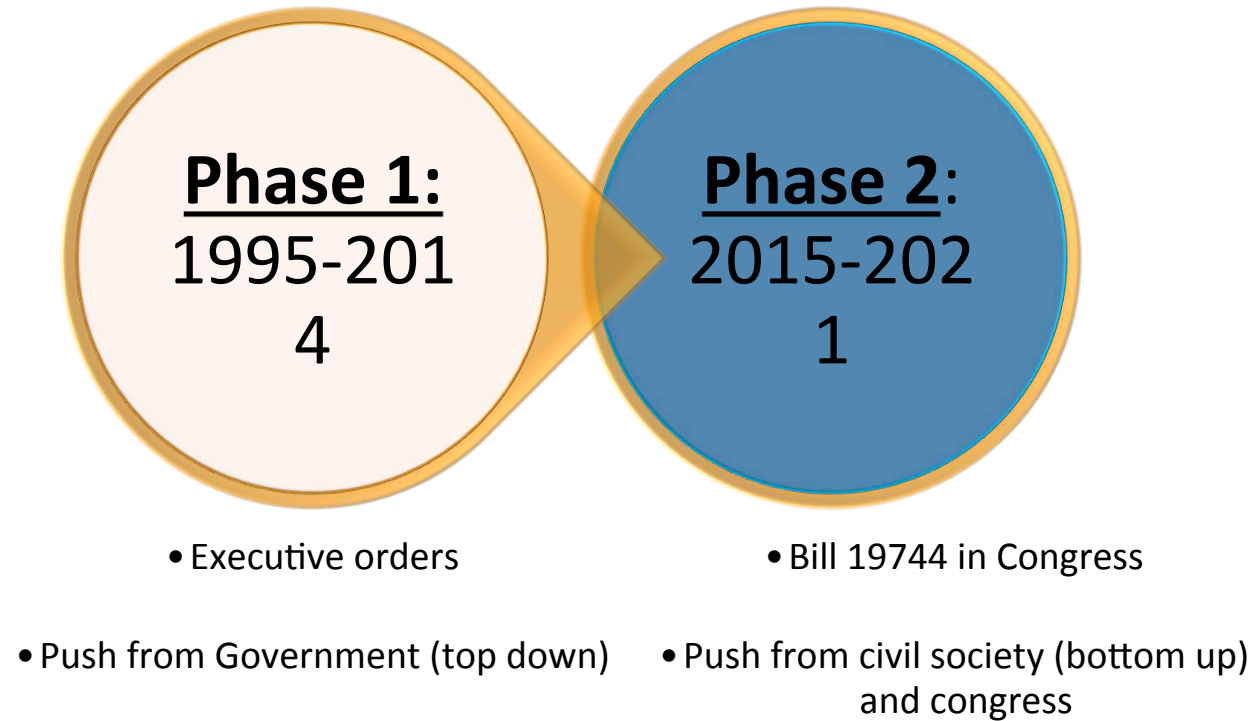 Phase 1:
1995-201
4
• Executive orders
• Push from Government (top down)
Phase 2:
2015-202
1
• Bill 19744 in Congress
• Push from civil society (bottom up)
and congress